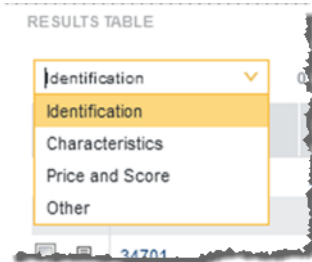 RESULTS TABLE
Identification
Identification
Characteristics
Price and Score
Other
34701